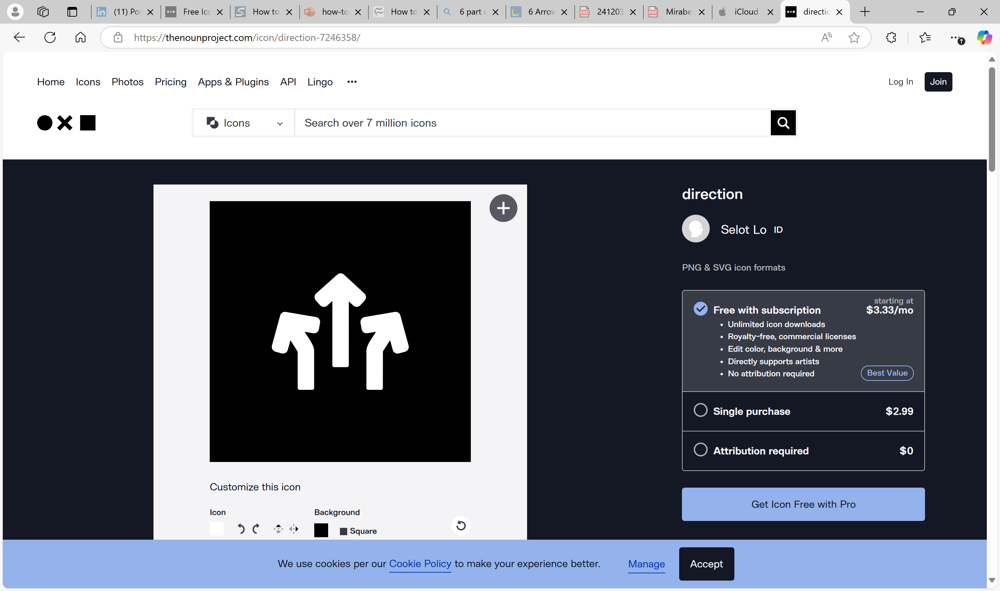 (11) Pos
Free Ico
How to
how-to
How to
6 part
6 Arrow
241203
Mirabe
iCloud
directio
https://thenounproject.com/icon/direction-7246358/
Home Icons Photos Pricing Apps & Plugins API Lingo •••
Log In
Join
Icons
Search over 7 million icons
direction
Selot Lo ID
PNG & SVG icon formats
starting at
Free with subscription $3.33/mo
• Unlimited icon downloads
• Royalty-free, commercial licenses
• Edit color, background & more
• Directly supports artists
• No attribution required
Best Value
Single purchase $2.99
Attribution required $0
Get Icon Free with Pro
Customize this icon
Icon
Background
Square
We use cookies per our Cookie Policy to make your experience better.
Manage
Accept